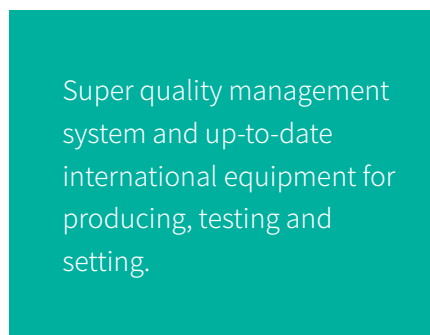 Super quality management
system and up-to-date
international equipment for
producing, testing and
setting.